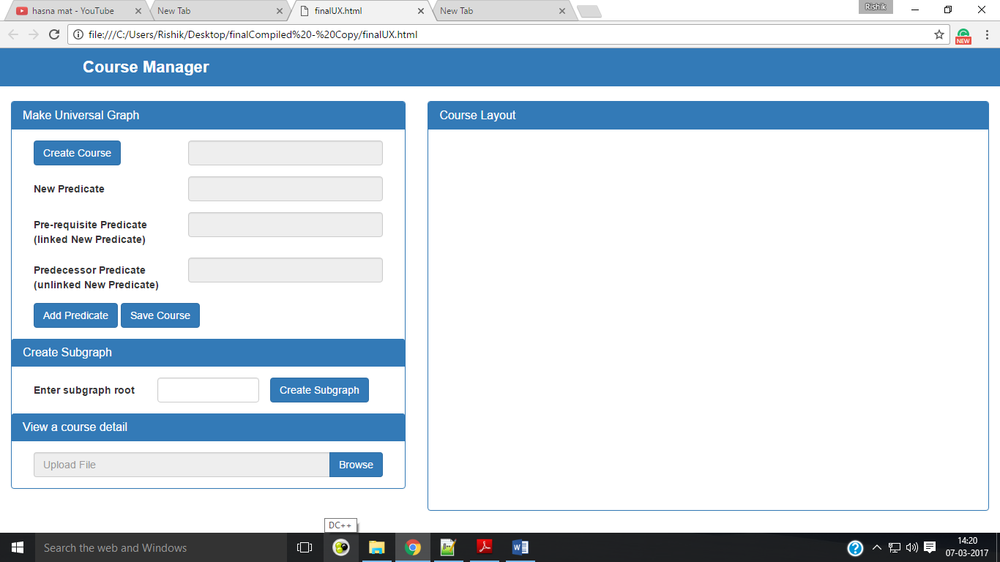 hasna mat - YouTube
New Tab
finalUX.html
New Tab
Rishik
file:///C:/Users/Rishik/Desktop/finalCompiled%20-%20Copy/finalUX.html
NEW
Course Manager
Make Universal Graph
Create Course
New Predicate
Pre-requisite Predicate
(linked New Predicate)
Predecessor Predicate
(unlinked New Predicate)
Add Predicate Save Course
Create Subgraph
Enter subgraph root
Create Subgraph
View a course detail
Upload File
Browse
Course Layout
DC++
Search the web and Windows
14:20
07-03-2017